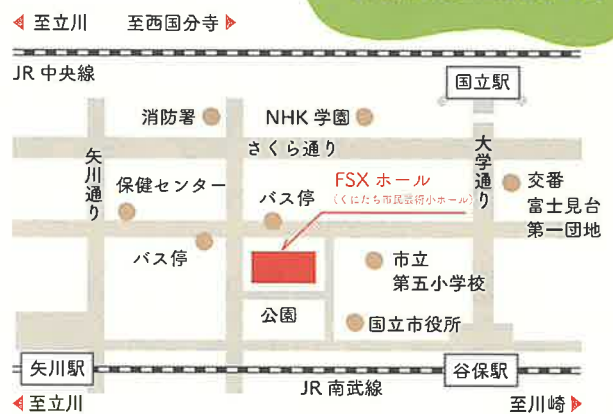 至立川
至西国分寺
JR 中央線
国立駅
消防署
NHK 学園
さくら通り
矢川通り
大学通り
保健センター
バス停
FSX ホール
(くにたち市民芸術小ホール)
交番
富士見台
第一団地
バス停
市立
第五小学校
公園
国立市役所
矢川駅
谷保駅
JR 南武線
至立川
至川崎